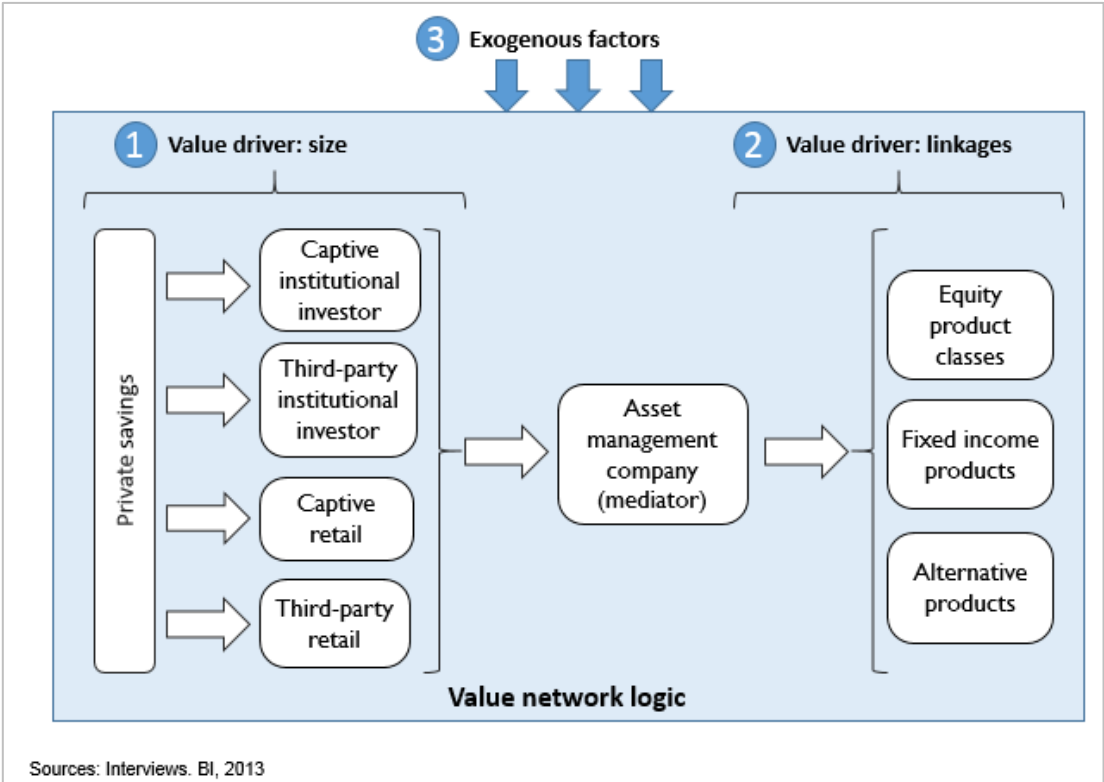 3 Exogenous factors
1 Value driver: size
2 Value driver: linkages
Private savings
Captive
institutional
investor
Third-party
institutional
investor
Captive
retail
Third-party
retail
Asset
management
company
(mediator)
Equity
product
classes
Fixed income
products
Alternative
products
Value network logic
Sources: Interviews. BI, 2013